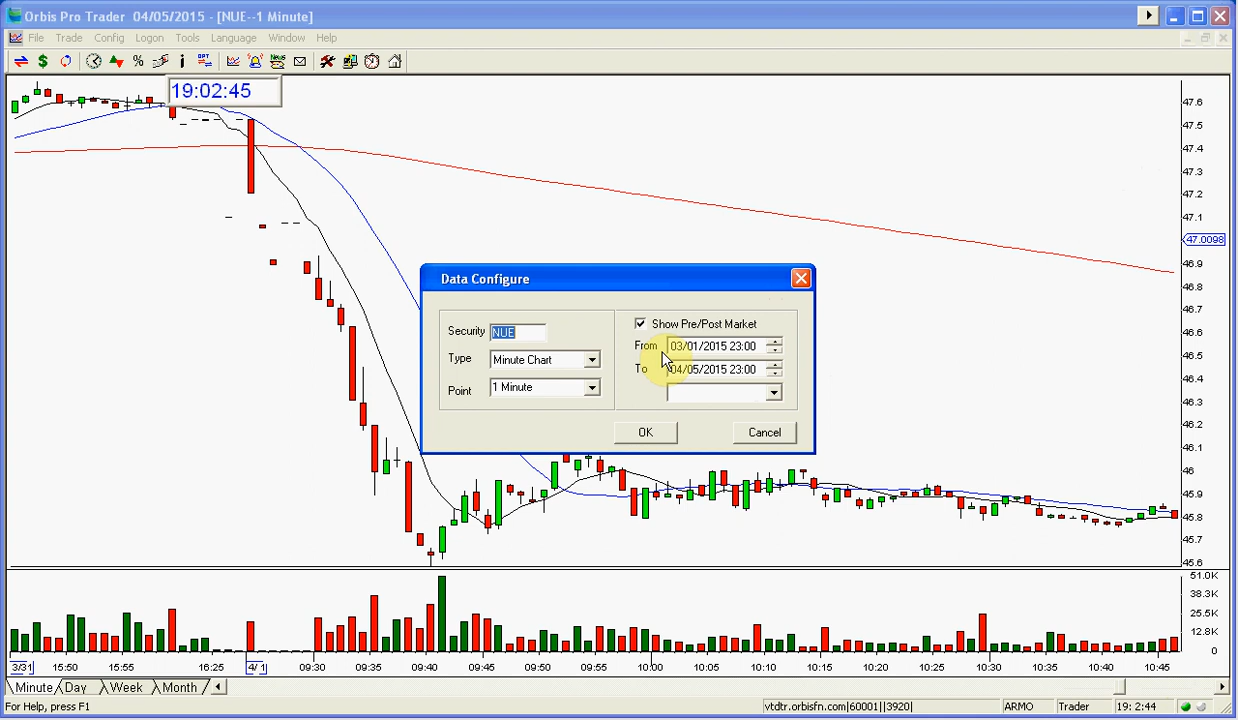 Orbis Pro Trader 04/05/2015 - [NUE--1 Minute]
File Trade Config Logon Tools Language Window Help
19:02:45
47.6
47.5
47.4
47.3
47.2
47.1
47.0098
46.9
46.8
46.7
46.6
46.5
46.4
46.3
46.2
46.1
46
45.9
45.8
45.7
45.6
Data Configure
Security NUE
Type Minute Chart
Point 1 Minute
Show Pre/Post Market
From 03/01/2015 23:00
To 04/05/2015 23:00
OK Cancel
51.0K
38.3K
25.5K
12.8K
0
3/31 15:50 15:55 16:25 4/ 1 09:30 09:35 09:40 09:45 09:50 09:55 10:00 10:05 10:10 10:15 10:20 10:25 10:30 10:35 10:40 10:45
Minute Day Week Month
For Help, press F1 vtdtr.orbisfn.com|60001||3920| ARMO Trader 19: 2:44